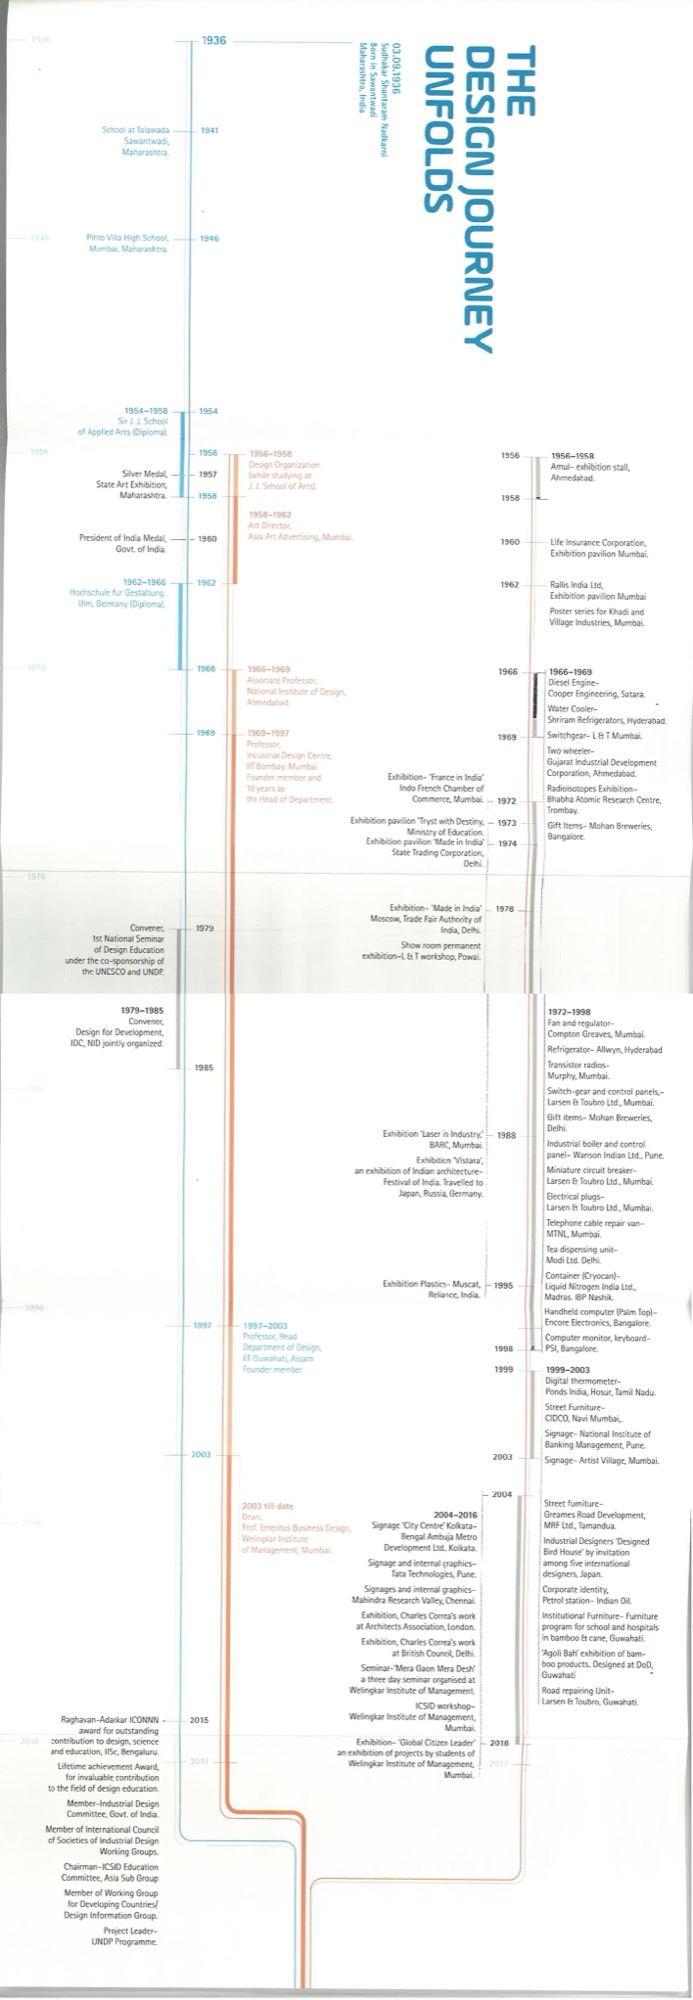 THE
DESIGN JOURNEY
UNFOLDS
03.09.1936
Sudhakar Shantaram Nadkarni
Born in Sawantwadi
Maharashtra, India
1936
1936
1941
School at Talawada
Sawantwadi,
Maharashtra.
1946
1946
Pinto Villa High School,
Mumbai, Maharashtra.
1954-1958
1954
Sir J. J. School
of Applied Arts (Diploma).
1956
1956
Silver Medal,
1957
State Art Exhibition,
Maharashtra.
1958
President of India Medal,
1960
Govt. of India.
1962-1966
1962
Hochschule fur Gestaltung.
Ulm, Germany (Diploma).
1966
1966
1969
1976
Convener,
1979
1st National Seminar
of Design Education
under the co-sponsorship of
the UNESCO and UNDP.
1979-1985
Convener,
Design for Development,
IDC, NID jointly organized.
1985
1986
1996
1997
2003
2006
Raghavan-Adarkar ICONNN -
2015
award for outstanding
2016
contribution to design, science
and education, IISc, Bengaluru.
2017
Lifetime achievement Award,
for invaluable contribution
to the field of design education.
Member-Industrial Design
Committee, Govt. of India.
Member of International Council
of Societies of Industrial Design
Working Groups.
Chairman-ICSID Education
Committee, Asia Sub Group
Member of Working Group
for Developing Countries/
Design Information Group.
Project Leader-
UNDP Programme.
1956-1958
Design Organization
(while studying at
J. J. School of Arts).
1958-1962
Art Director,
Asia Art Advertising, Mumbai.
1966-1969
Associate Professor,
National Institute of Design,
Ahmedabad.
1969-1997
Professor,
Industrial Design Centre,
IIT Bombay, Mumbai
Founder member and
18 years as
the Head of Department.
1997-2003
Professor, Head
Department of Design,
IIT Guwahati, Assam
Founder member
2003 till date
Dean,
Prof. Emeritus Business Design,
Welingkar Institute
of Management, Mumbai.
1956
1958
1960
1962
1966
1969
Exhibition- 'France in India'
Indo French Chamber of
Commerce, Mumbai.
1972
Exhibition pavilion 'Tryst with Destiny,
1973
Ministry of Education.
Exhibition pavilion 'Made in India'
1974
State Trading Corporation,
Delhi.
Exhibition- 'Made in India'
1978
Moscow, Trade Fair Authority of
India, Delhi.
Show room permanent
exhibition-L & T workshop, Powai.
Exhibition 'Laser in Industry,'
1988
BARC, Mumbai.
Exhibition 'Vistara',
an exhibition of Indian architecture-
Festival of India. Travelled to
Japan, Russia, Germany.
Exhibition Plastics- Muscat,
1995
Reliance, India.
1998
1999
2003
2004
2004-2016
Signage 'City Centre' Kolkata-
Bengal Ambuja Metro
Development Ltd., Kolkata.
Signage and internal graphics-
Tata Technologies, Pune.
Signages and internal graphics-
Mahindra Research Valley, Chennai.
Exhibition, Charles Correa's work
at Architects Association, London.
Exhibition, Charles Correa's work
at British Council, Delhi.
Seminar-'Mera Gaon Mera Desh'
a three day seminar organised at
Welingkar Institute of Management.
ICSID workshop-
Welingkar Institute of Management,
Mumbai.
Exhibition- 'Global Citizen Leader'
2016
an exhibition of projects by students of
Welingkar Institute of Management,
2017
Mumbai.
1956-1958
Amul- exhibition stall,
Ahmedabad.
Life Insurance Corporation,
Exhibition pavilion Mumbai.
Rallis India Ltd,
Exhibition pavilion Mumbai
Poster series for Khadi and
Village Industries, Mumbai.
1966-1969
Diesel Engine-
Cooper Engineering, Satara.
Water Cooler-
Shriram Refrigerators, Hyderabad.
Switchgear- L & T Mumbai.
Two wheeler-
Gujarat Industrial Development
Corporation, Ahmedabad.
Radioisotopes Exhibition-
Bhabha Atomic Research Centre,
Trombay.
Gift Items- Mohan Breweries,
Bangalore.
1972-1998
Fan and regulator-
Compton Greaves, Mumbai.
Refrigerator- Allwyn, Hyderabad
Transistor radios-
Murphy, Mumbai.
Switch-gear and control panels,-
Larsen & Toubro Ltd., Mumbai.
Gift items- Mohan Breweries,
Delhi.
Industrial boiler and control
panel- Wanson Indian Ltd., Pune.
Miniature circuit breaker-
Larsen & Toubro Ltd., Mumbai.
Electrical plugs-
Larsen & Toubro Ltd., Mumbai.
Telephone cable repair van-
MTNL, Mumbai.
Tea dispensing unit-
Modi Ltd. Delhi.
Container (Cryocan)-
Liquid Nitrogen India Ltd.,
Madras. IBP Nashik.
Handheld computer (Palm Top)-
Encore Electronics, Bangalore.
Computer monitor, keyboard-
PSI, Bangalore.
1999-2003
Digital thermometer-
Ponds India, Hosur, Tamil Nadu.
Street Furniture-
CIDCO, Navi Mumbai,.
Signage- National Institute of
Banking Management, Pune.
Signage- Artist Village, Mumbai.
Street furniture-
Greames Road Development,
MRF Ltd., Tamandua.
Industrial Designers 'Designed
Bird House' by invitation
among five international
designers, Japan.
Corporate identity,
Petrol station- Indian Oil.
Institutional Furniture- Furniture
program for school and hospitals
in bamboo & cane, Guwahati.
'Agoli Bah' exhibition of bam-
boo products. Designed at DoD,
Guwahati
Road repairing Unit-
Larsen & Toubro, Guwahati.